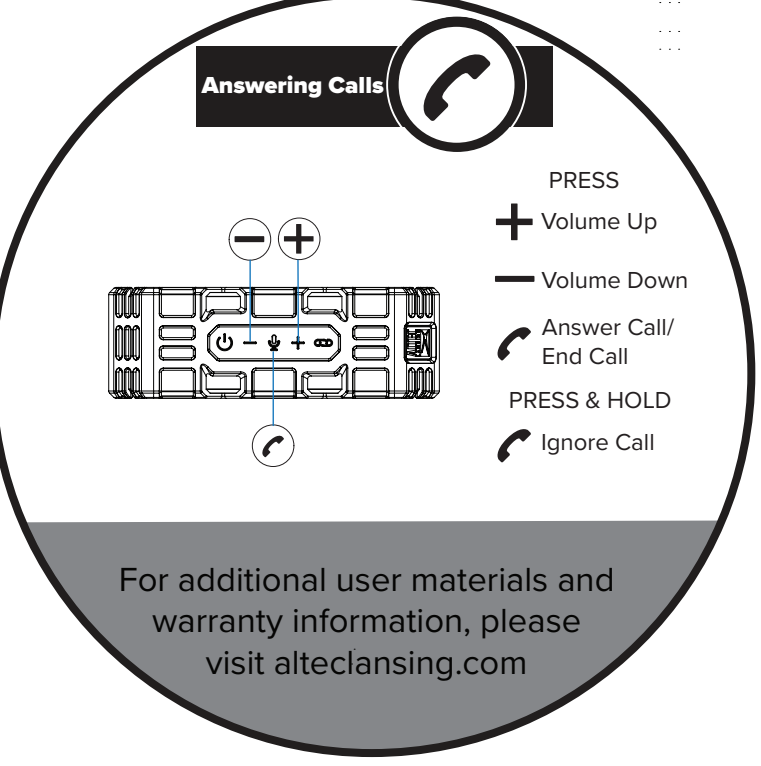 Answering Calls
PRESS
Volume Up
Volume Down
Answer Call/
End Call
PRESS & HOLD
Ignore Call
For additional user materials and
warranty information, please
visit alteclansing.com